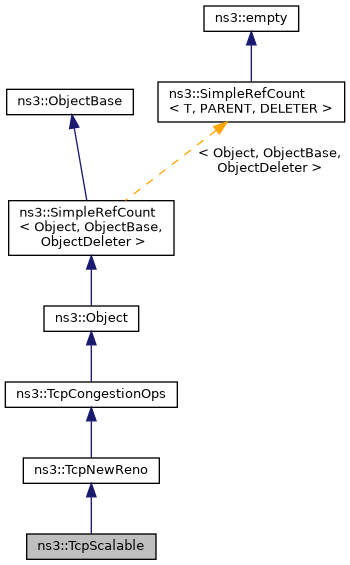 ns3::empty
ns3::SimpleRefCount
< T, PARENT, DELETER >
ns3::ObjectBase
< Object, ObjectBase,
ObjectDeleter >
ns3::SimpleRefCount
< Object, ObjectBase,
ObjectDeleter >
ns3::Object
ns3::TcpCongestionOps
ns3::TcpNewReno
ns3::TcpScalable